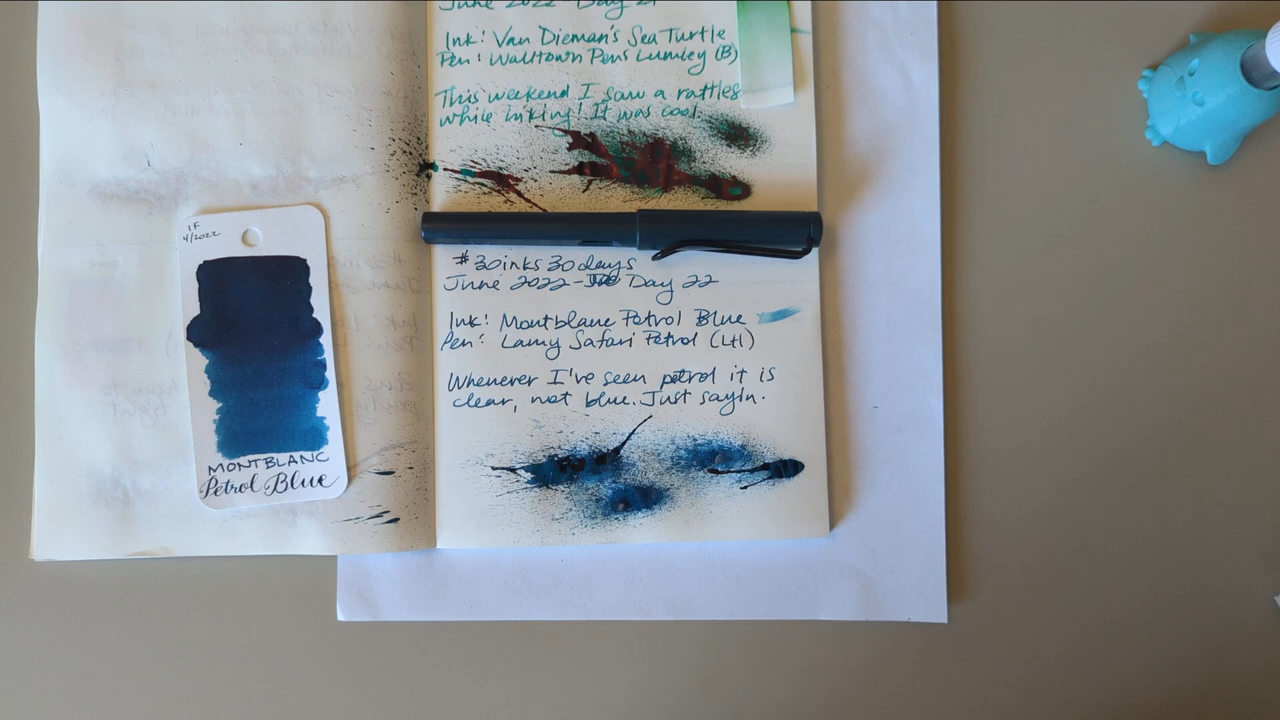 June 2022 - Day 21
Ink: Van Dieman's Sea Turtle
Pen: Walltown Pens Lumley (B)
This weekend I saw a rattles
while inking! It was cool.
1F
4/2022
MONTBLANC
Petrol Blue
#30inks30days
June 2022 - Day 22
Ink: Montblanc Petrol Blue
Pen: Lamy Safari Petrol (LH)
Whenever I've seen petrol it is
clear, not blue. Just sayin.